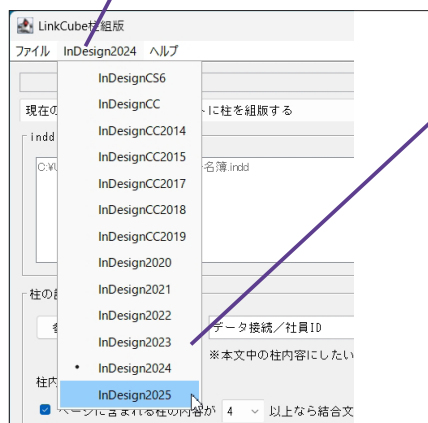 LinkCube柱組版
ファイル InDesign2024 ヘルプ
InDesignCS6
InDesignCC
現在の に柱を組版する
InDesignCC2014
indd
InDesignCC2015
C:¥ 名簿.indd
InDesignCC2017
InDesignCC2018
InDesignCC2019
InDesign2020
柱の
InDesign2021
InDesign2022
データ接続/社員ID
InDesign2023
※本文中の柱内容にしたい
• InDesign2024
柱内
InDesign2025
ページに含まれる柱の内容が 4 以上なら結合文